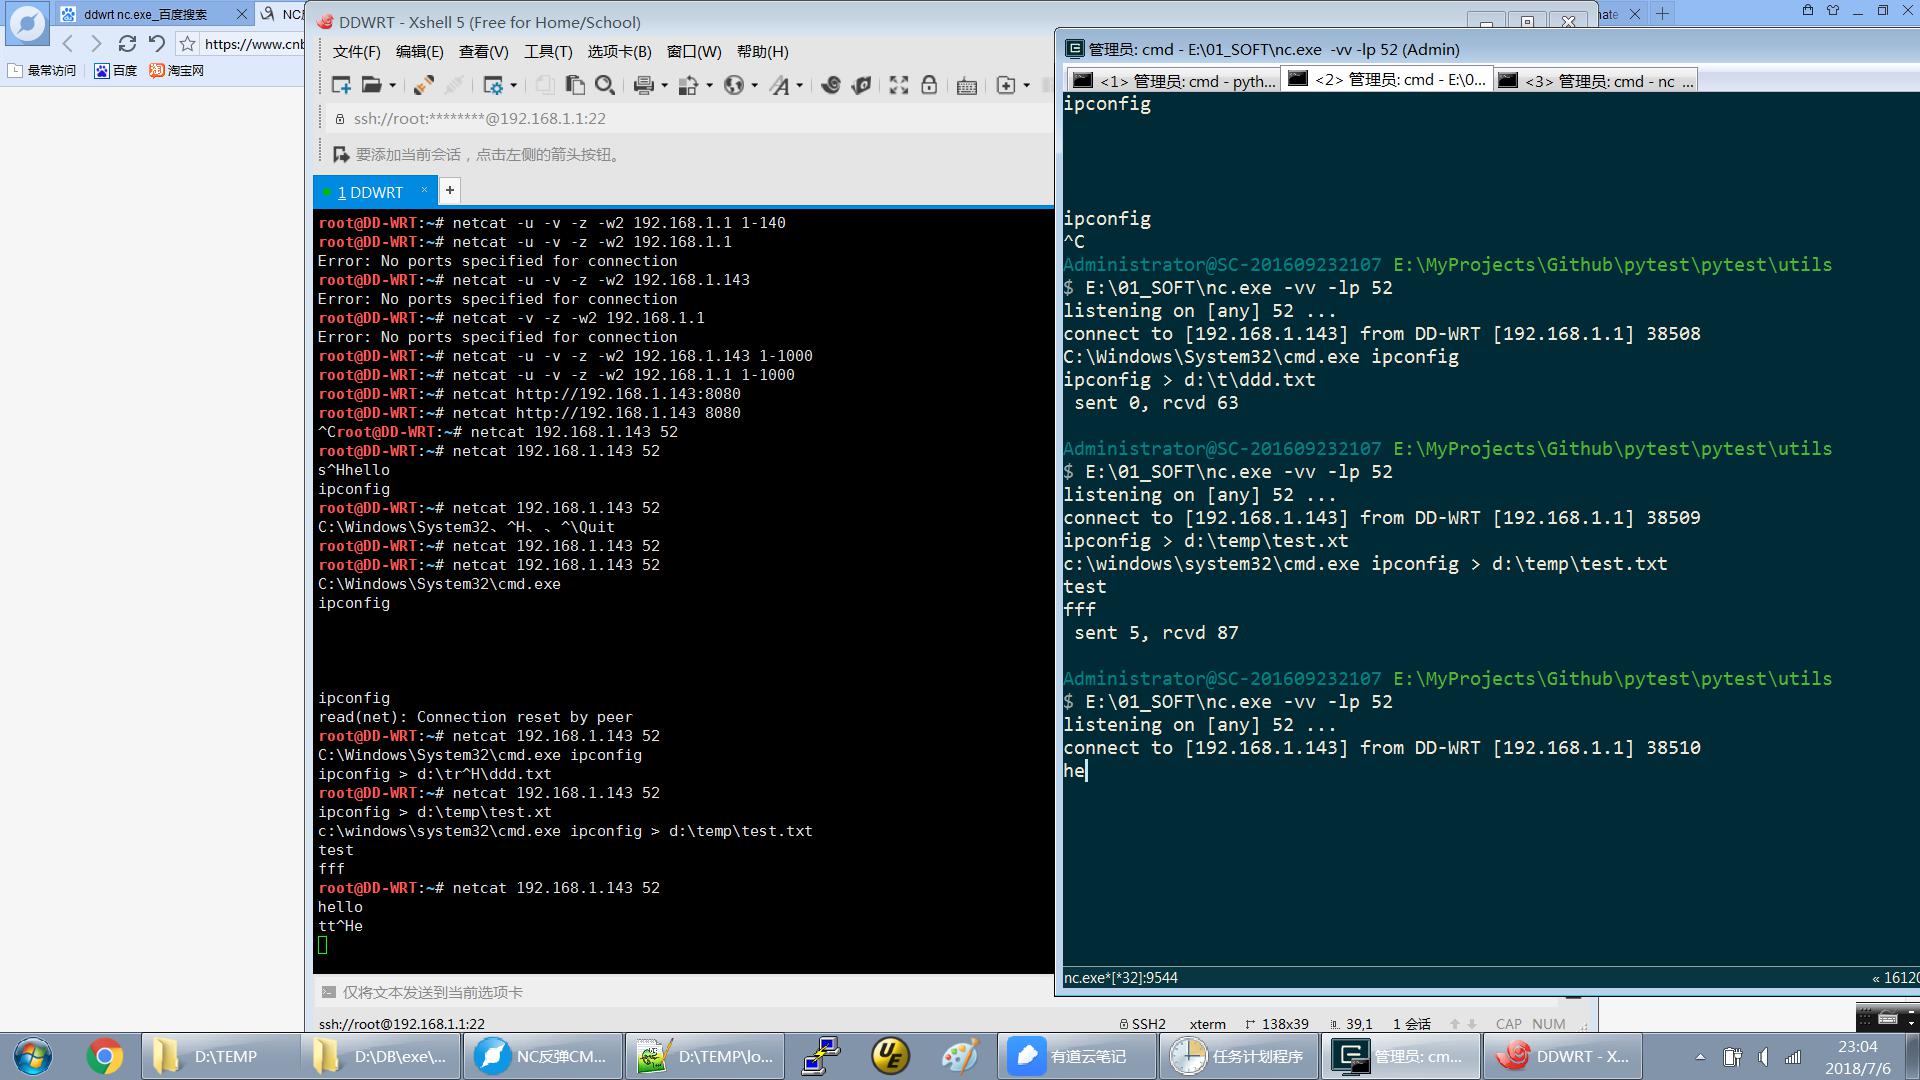 ddwrt nc.exe_百度搜索
NC
https://www.cnb
最常访问
百度
淘宝网
DDWRT - Xshell 5 (Free for Home/School)
文件(F) 编辑(E) 查看(V) 工具(T) 选项卡(B) 窗口(W) 帮助(H)
ssh://root:********@192.168.1.1:22
要添加当前会话，点击左侧的箭头按钮。
1 DDWRT
root@DD-WRT:~# netcat -u -v -z -w2 192.168.1.1 1-140
root@DD-WRT:~# netcat -u -v -z -w2 192.168.1.1
Error: No ports specified for connection
root@DD-WRT:~# netcat -u -v -z -w2 192.168.1.143
Error: No ports specified for connection
root@DD-WRT:~# netcat -v -z -w2 192.168.1.1
Error: No ports specified for connection
root@DD-WRT:~# netcat -u -v -z -w2 192.168.1.143 1-1000
root@DD-WRT:~# netcat -u -v -z -w2 192.168.1.1 1-1000
root@DD-WRT:~# netcat http://192.168.1.143:8080
root@DD-WRT:~# netcat http://192.168.1.143 8080
^Croot@DD-WRT:~# netcat 192.168.1.143 52
root@DD-WRT:~# netcat 192.168.1.143 52
s^Hhello
ipconfig
root@DD-WRT:~# netcat 192.168.1.143 52
C:\Windows\System32、^H、、^\Quit
root@DD-WRT:~# netcat 192.168.1.143 52
root@DD-WRT:~# netcat 192.168.1.143 52
C:\Windows\System32\cmd.exe
ipconfig
ipconfig
read(net): Connection reset by peer
root@DD-WRT:~# netcat 192.168.1.143 52
C:\Windows\System32\cmd.exe ipconfig
ipconfig > d:\tr^H\ddd.txt
root@DD-WRT:~# netcat 192.168.1.143 52
ipconfig > d:\temp\test.xt
c:\windows\system32\cmd.exe ipconfig > d:\temp\test.txt
test
fff
root@DD-WRT:~# netcat 192.168.1.143 52
hello
tt^He
仅将文本发送到当前选项卡
ssh://root@192.168.1.1:22 SSH2 xterm 138x39 39,1 1 会话 CAP NUM
管理员: cmd - E:\01_SOFT\nc.exe -vv -lp 52 (Admin)
<1> 管理员: cmd - pyth... <2> 管理员: cmd - E:\0... <3> 管理员: cmd - nc ...
ipconfig
ipconfig
^C
Administrator@SC-201609232107 E:\MyProjects\Github\pytest\pytest\utils
$ E:\01_SOFT\nc.exe -vv -lp 52
listening on [any] 52 ...
connect to [192.168.1.143] from DD-WRT [192.168.1.1] 38508
C:\Windows\System32\cmd.exe ipconfig
ipconfig > d:\t\ddd.txt
sent 0, rcvd 63
Administrator@SC-201609232107 E:\MyProjects\Github\pytest\pytest\utils
$ E:\01_SOFT\nc.exe -vv -lp 52
listening on [any] 52 ...
connect to [192.168.1.143] from DD-WRT [192.168.1.1] 38509
ipconfig > d:\temp\test.xt
c:\windows\system32\cmd.exe ipconfig > d:\temp\test.txt
test
fff
sent 5, rcvd 87
Administrator@SC-201609232107 E:\MyProjects\Github\pytest\pytest\utils
$ E:\01_SOFT\nc.exe -vv -lp 52
listening on [any] 52 ...
connect to [192.168.1.143] from DD-WRT [192.168.1.1] 38510
he
nc.exe*[*32]:9544 « 16120
D:\TEMP D:\DB\exe\... NC反弹CM... D:\TEMP\lo... UE 有道云笔记 任务计划程序 管理员: cm... DDWRT - X...
23:04
2018/7/6